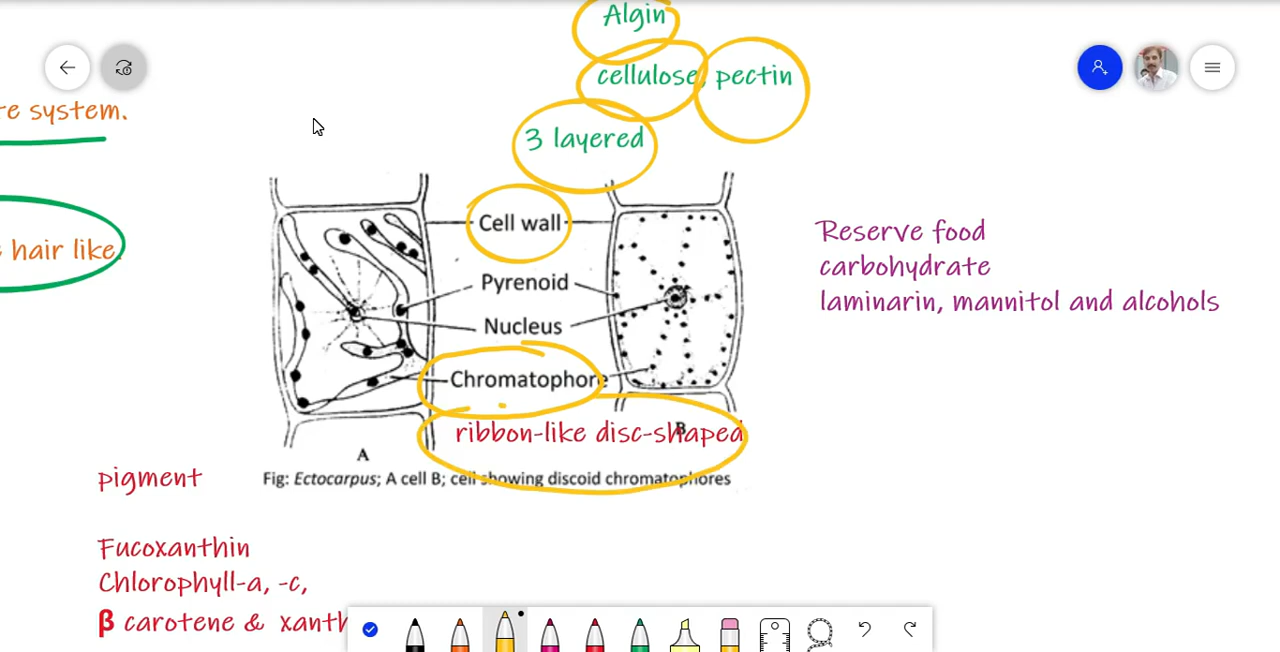 Algin
cellulose, pectin
re system.
3 layered
Cell wall
hair like
Reserve food
carbohydrate
laminarin, mannitol and alcohols
Pyrenoid
Nucleus
Chromatophore
ribbon-like disc-shaped
B
A
Fig: Ectocarpus; A cell B; cell showing discoid chromatophores
pigment
Fucoxanthin
Chlorophyll-a, -c,
β carotene & xanth